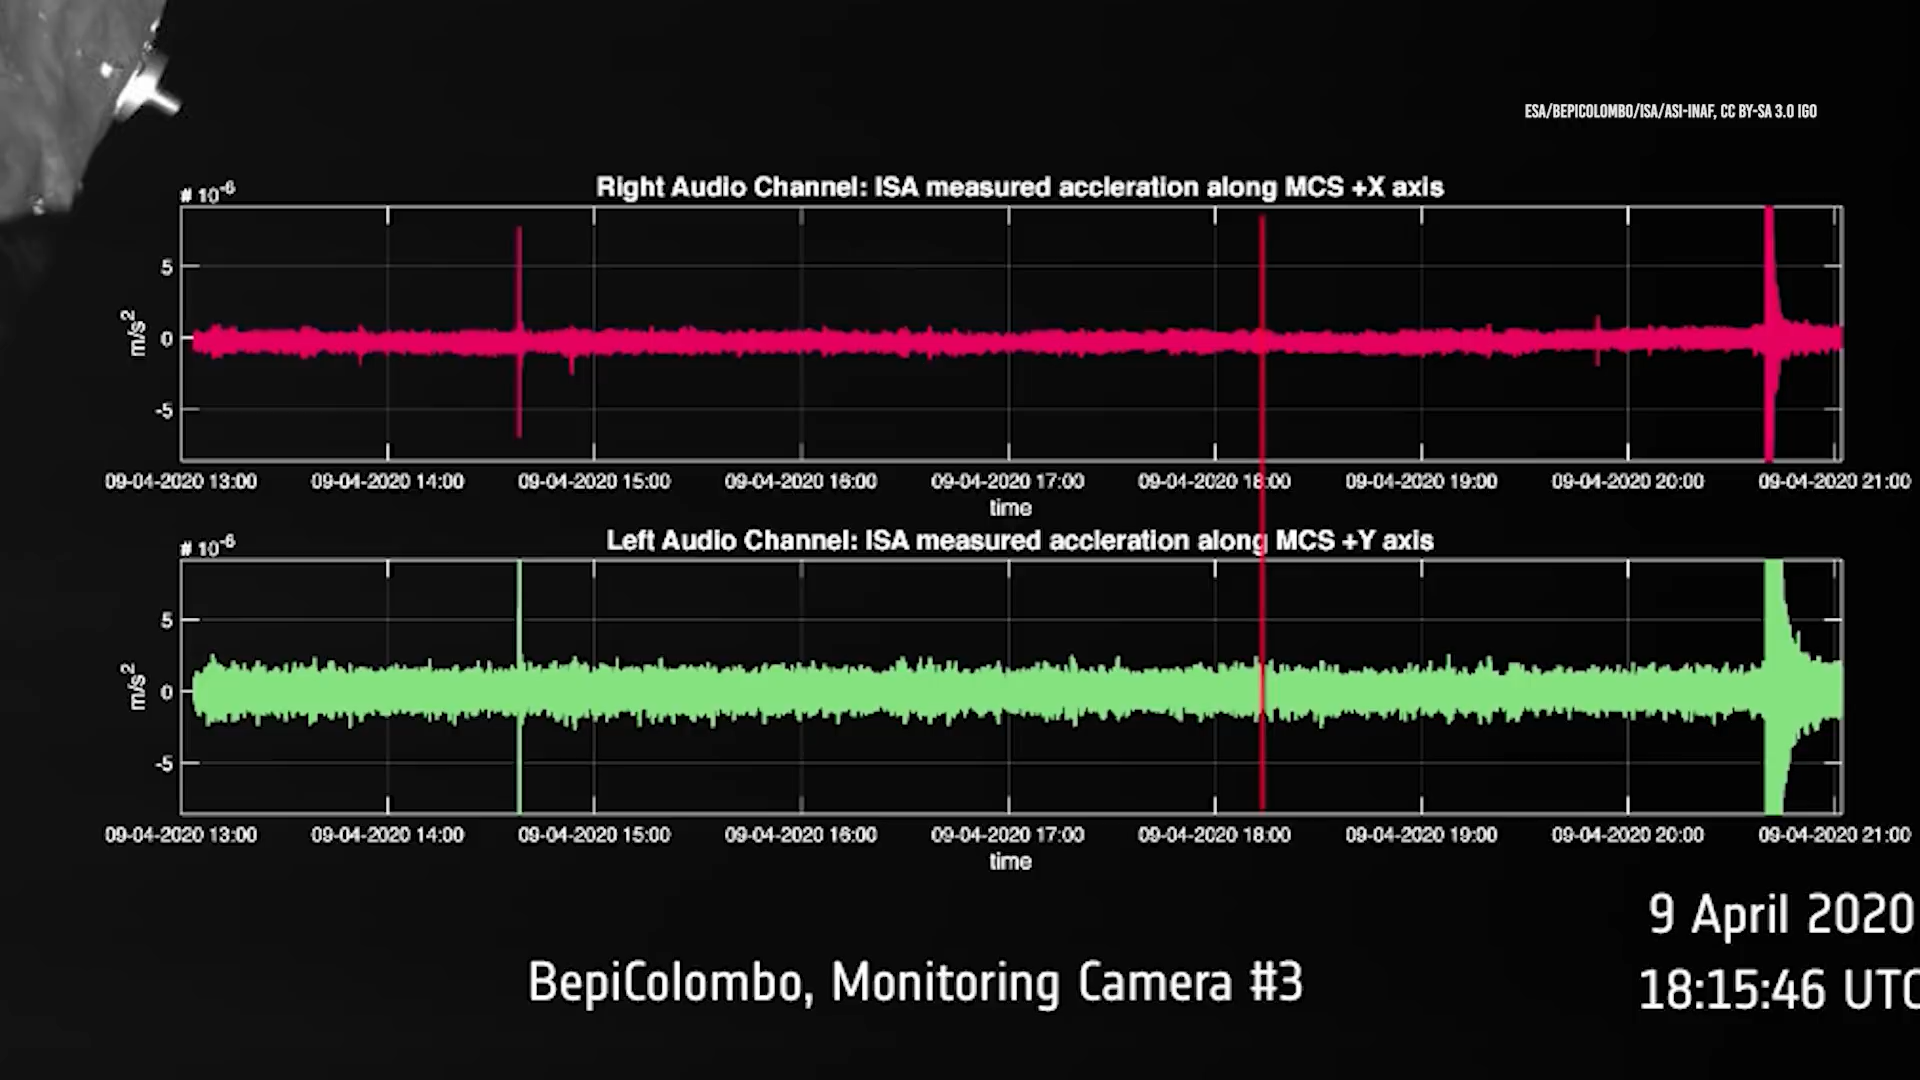 ESA/BEPICOLOMBO/ISA/ASI-INAF, CC BY-SA 3.0 IGO
Right Audio Channel: ISA measured accleration along MCS +X axis
# 10-6
5
0
-5
m/s2
09-04-2020 13:00 09-04-2020 14:00 09-04-2020 15:00 09-04-2020 16:00 09-04-2020 17:00 09-04-2020 18:00 09-04-2020 19:00 09-04-2020 20:00 09-04-2020 21:00
time
Left Audio Channel: ISA measured accleration along MCS +Y axis
# 10-6
5
0
-5
m/s2
09-04-2020 13:00 09-04-2020 14:00 09-04-2020 15:00 09-04-2020 16:00 09-04-2020 17:00 09-04-2020 18:00 09-04-2020 19:00 09-04-2020 20:00 09-04-2020 21:00
time
9 April 2020
BepiColombo, Monitoring Camera #3
18:15:46 UTC